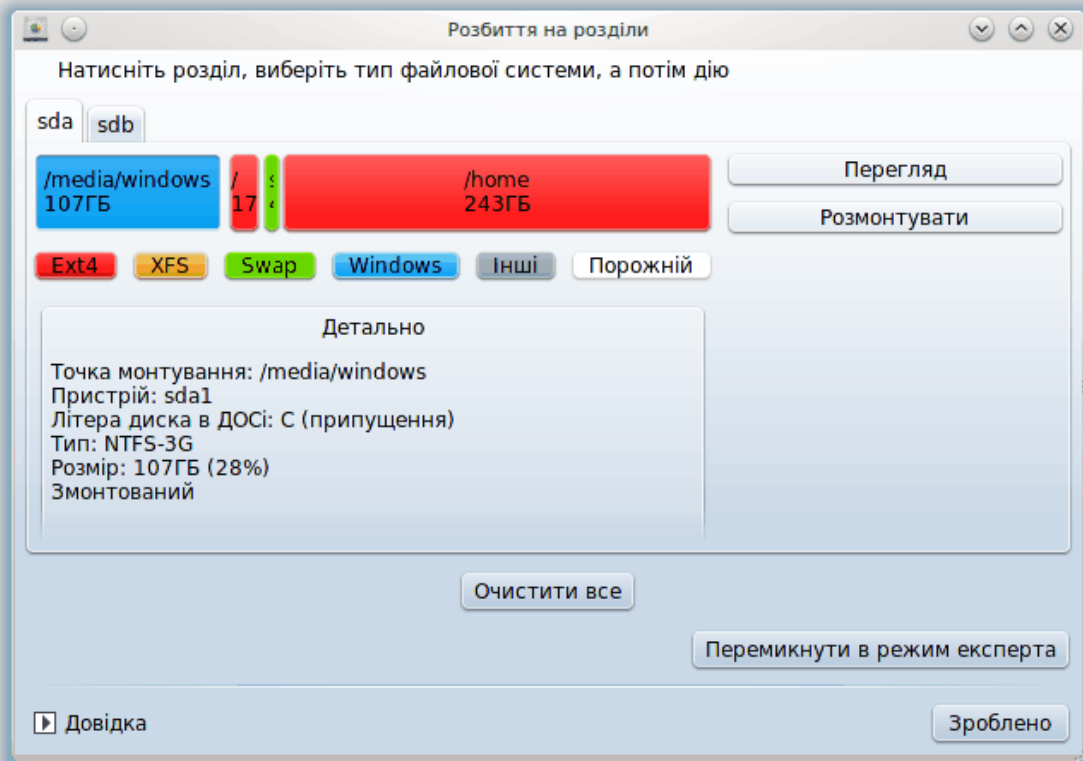 Розбиття на розділи
Натисніть розділ, виберіть тип файлової системи, а потім дію
sda
sdb
/media/windows
107ГБ
/
17
/home
243ГБ
Перегляд
Розмонтувати
Ext4
XFS
Swap
Windows
Інші
Порожній
Детально
Точка монтування: /media/windows
Пристрій: sda1
Літера диска в ДОСі: C (припущення)
Тип: NTFS-3G
Розмір: 107ГБ (28%)
Змонтований
Очистити все
Перемикнути в режим експерта
Довідка
Зроблено